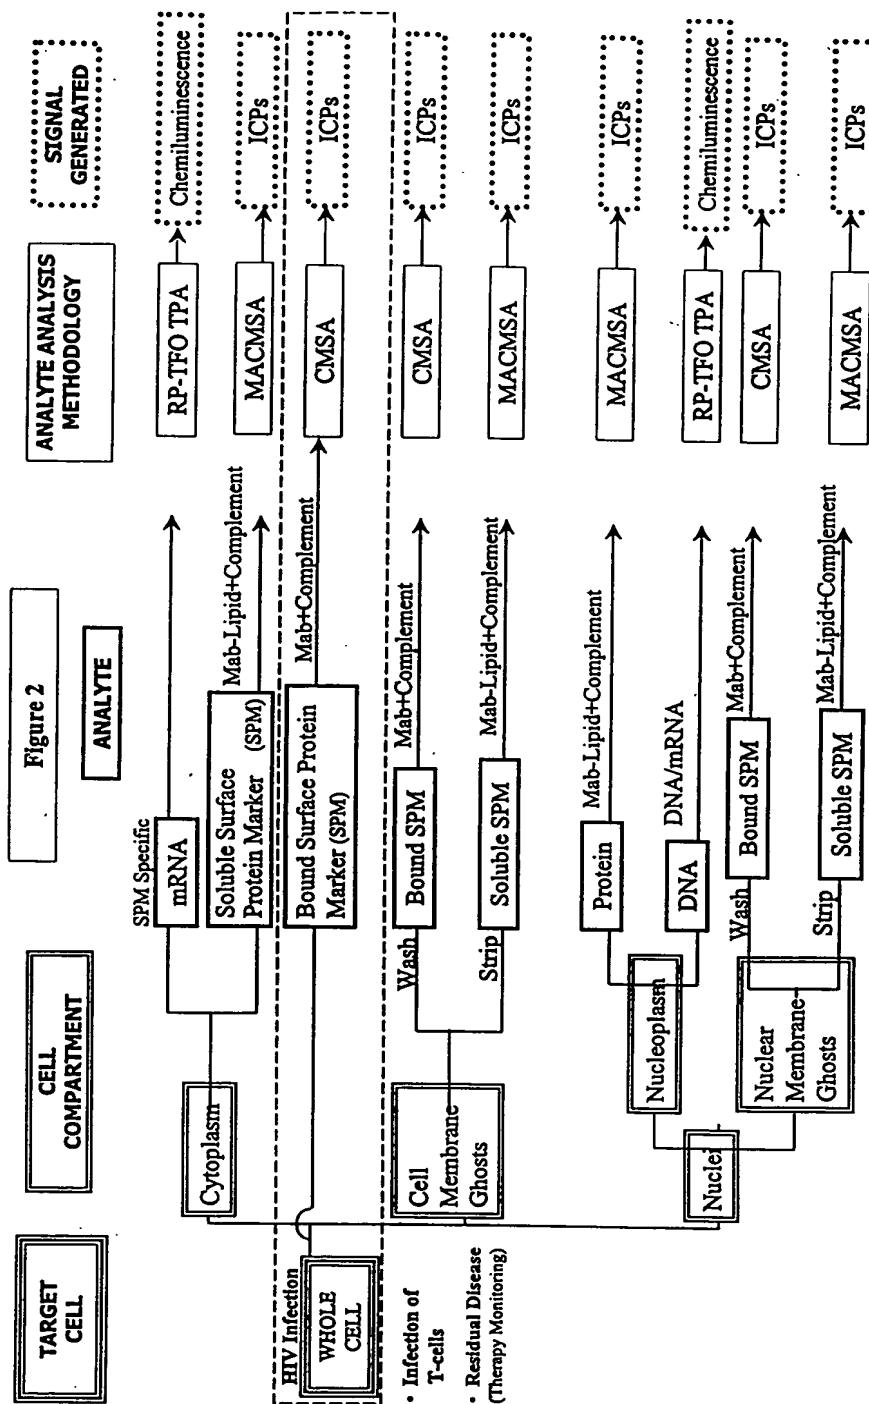 Figure 2
TARGET
CELL
CELL
COMPARTMENT
ANALYTE
ANALYTE ANALYSIS
METHODOLOGY
SIGNAL
GENERATED
HIV Infection
WHOLE
CELL
• Infection of
T-cells
• Residual Disease
(Therapy Monitoring)
Cytoplasm
SPM Specific
mRNA
RP-TFO TPA
Chemiluminescence
Soluble Surface
Protein Marker (SPM)
Mab-Lipid+Complement
MACMSA
ICPs
Bound Surface Protein
Marker (SPM)
Mab+Complement
CMSA
ICPs
Cell
Membrane
Ghosts
Wash
Bound SPM
Mab+Complement
CMSA
ICPs
Strip
Soluble SPM
Mab-Lipid+Complement
MACMSA
ICPs
Nuclei
Nucleoplasm
Protein
Mab-Lipid+Complement
MACMSA
ICPs
DNA
DNA/mRNA
RP-TFO TPA
Chemiluminescence
Nuclear
Membrane
Ghosts
Wash
Bound SPM
Mab+Complement
CMSA
ICPs
Strip
Soluble SPM
Mab-Lipid+Complement
MACMSA
ICPs